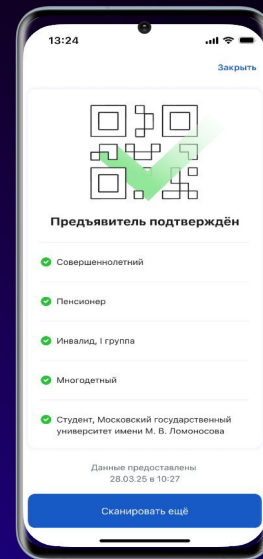 13:24
Закрыть
Предъявитель подтверждён
Совершеннолетний
Пенсионер
Инвалид, I группа
Многодетный
Студент, Московский государственный
университет имени М. В. Ломоносова
Данные предоставлены
28.03.25 в 10:27
Сканировать ещё